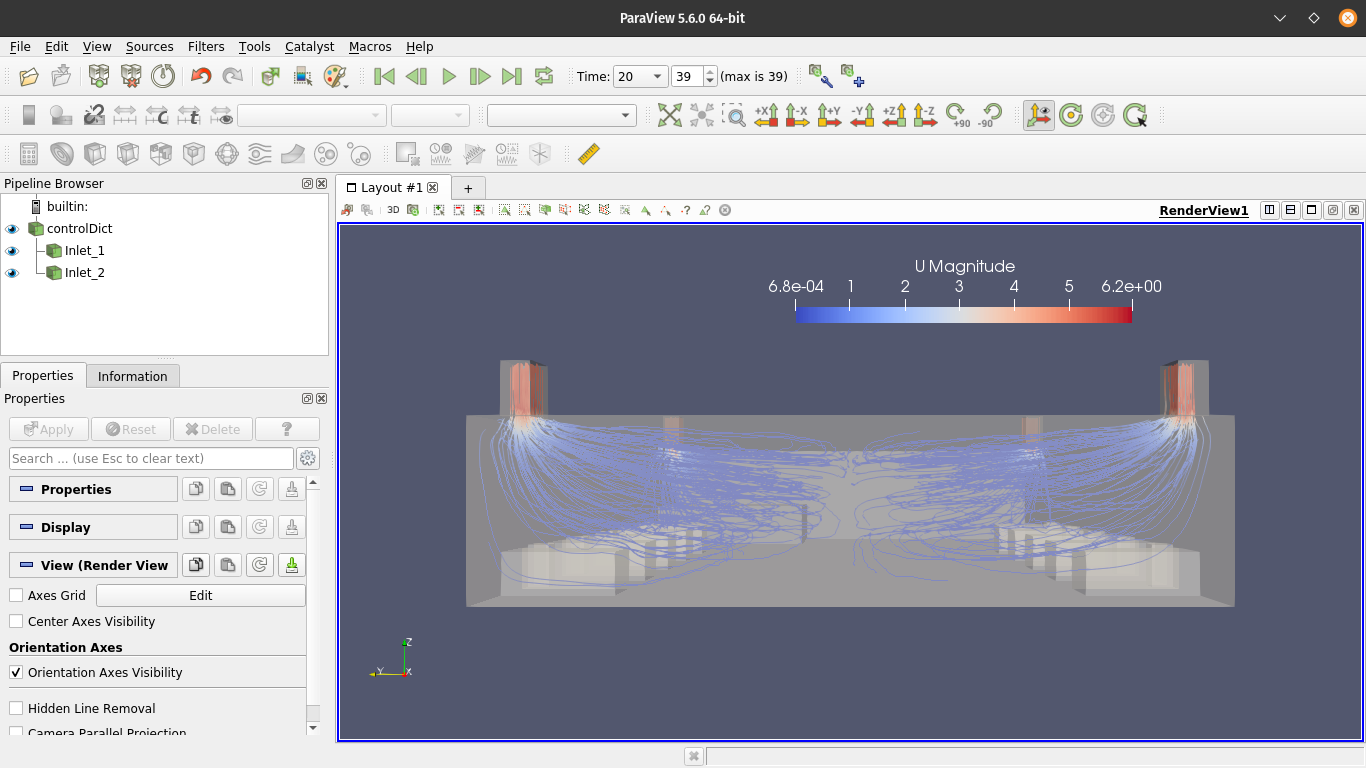 ParaView 5.6.0 64-bit
File Edit View Sources Filters Tools Catalyst Macros Help
Time: 20 39 (max is 39)
+X -X +Y -Y +Z -Z +90 -90
Pipeline Browser
builtin:
controlDict
Inlet_1
Inlet_2
Properties Information
Properties
Apply Reset Delete ?
Search ... (use Esc to clear text)
Properties
Display
View (Render View
Axes Grid Edit
Center Axes Visibility
Orientation Axes
Orientation Axes Visibility
Hidden Line Removal
Camera Parallel Projection
Layout #1 +
3D RenderView1
U Magnitude
6.8e-04 1 2 3 4 5 6.2e+00
Z
Y X